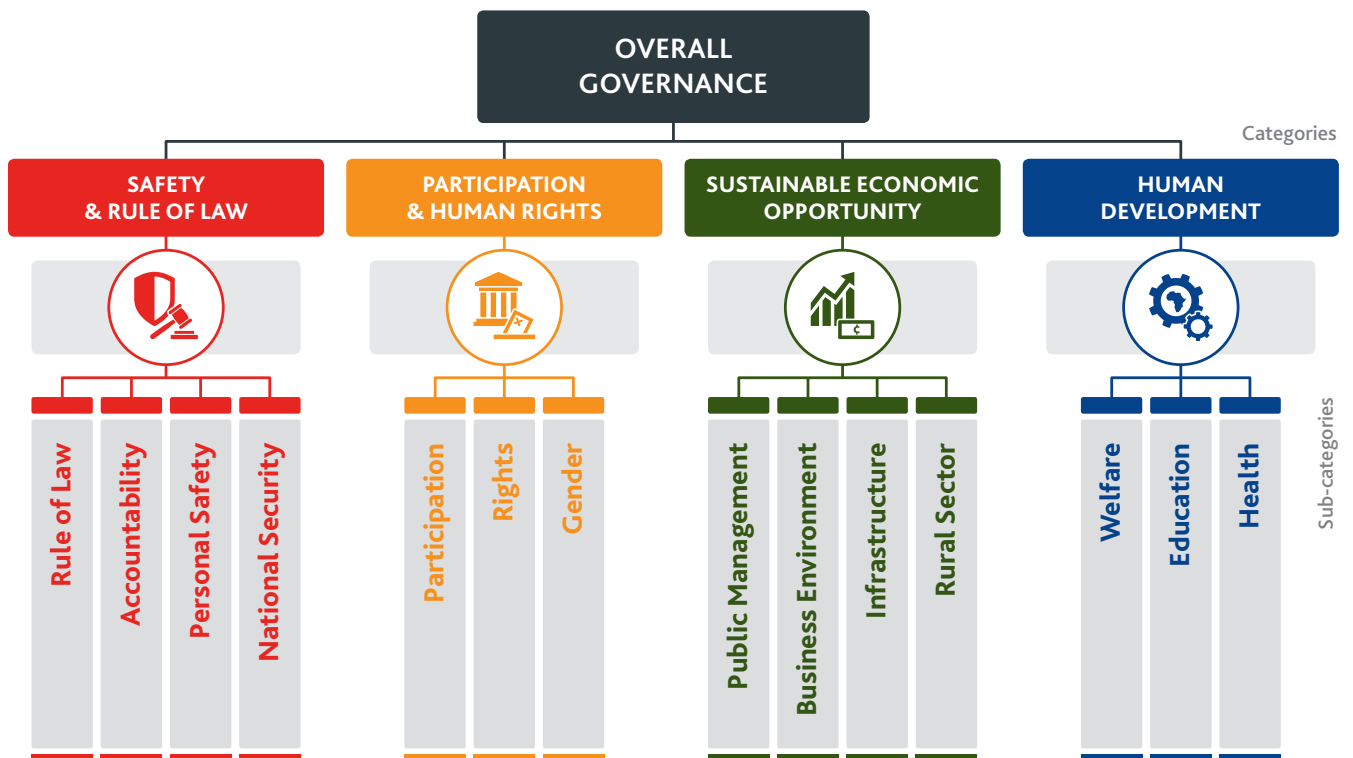 OVERALL
GOVERNANCE
Categories
SAFETY
& RULE OF LAW
PARTICIPATION
& HUMAN RIGHTS
SUSTAINABLE ECONOMIC
OPPORTUNITY
HUMAN
DEVELOPMENT
¢
Rule of Law
Accountability
Personal Safety
National Security
Participation
Rights
Gender
Public Management
Business Environment
Infrastructure
Rural Sector
Welfare
Education
Health
Sub-categories